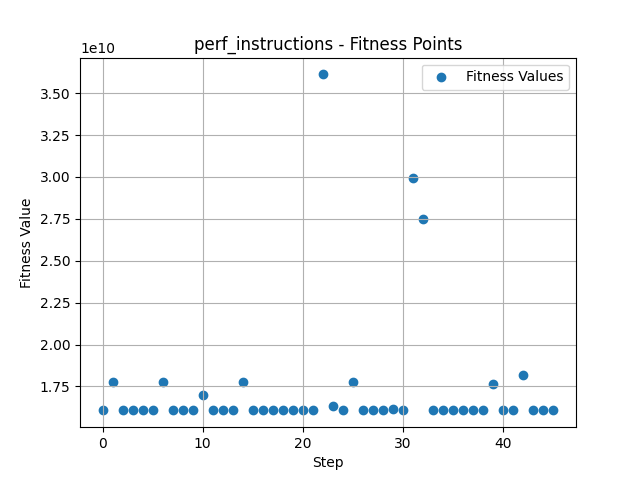 perf_instructions - Fitness Points
1e10
Fitness Values
3.50
3.25
3.00
2.75
2.50
2.25
2.00
1.75
Fitness Value
0 10 20 30 40
Step